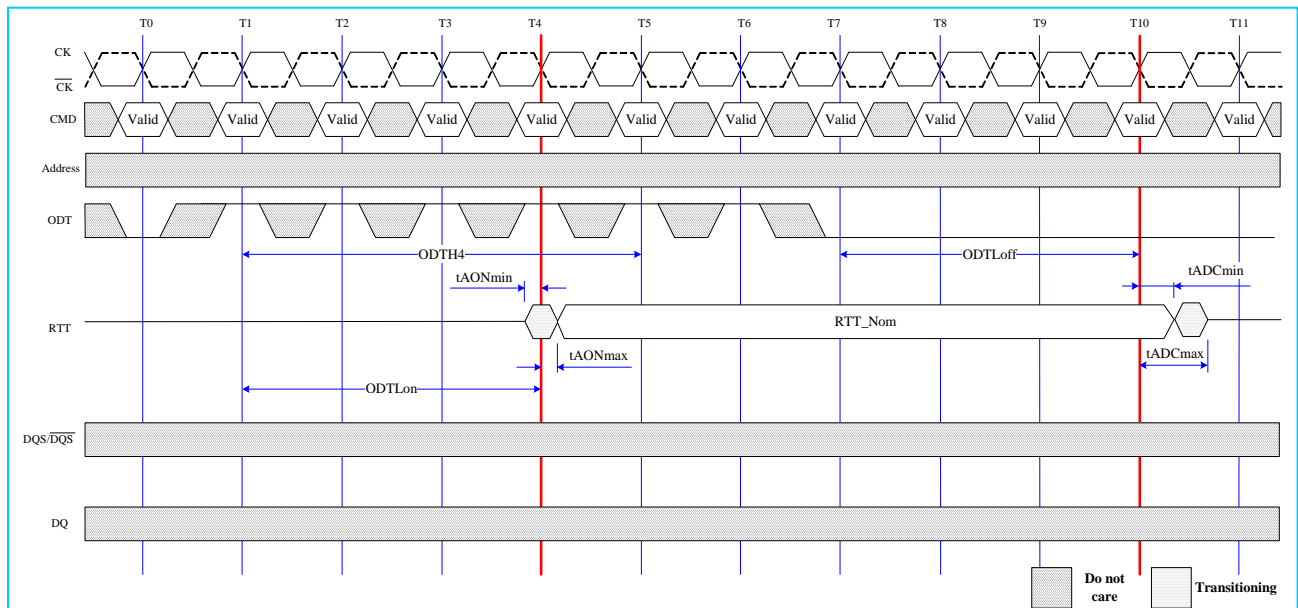 T0 T1 T2 T3 T4 T5 T6 T7 T8 T9 T10 T11
CK
CK
CMD Valid Valid Valid Valid Valid Valid Valid Valid Valid Valid Valid Valid
Address
ODT
ODTH4 ODTLoff
tAONmin tADCmin
RTT RTT_Nom
tAONmax tADCmax
ODTLon
DQS/DQS
DQ
Do not care Transitioning